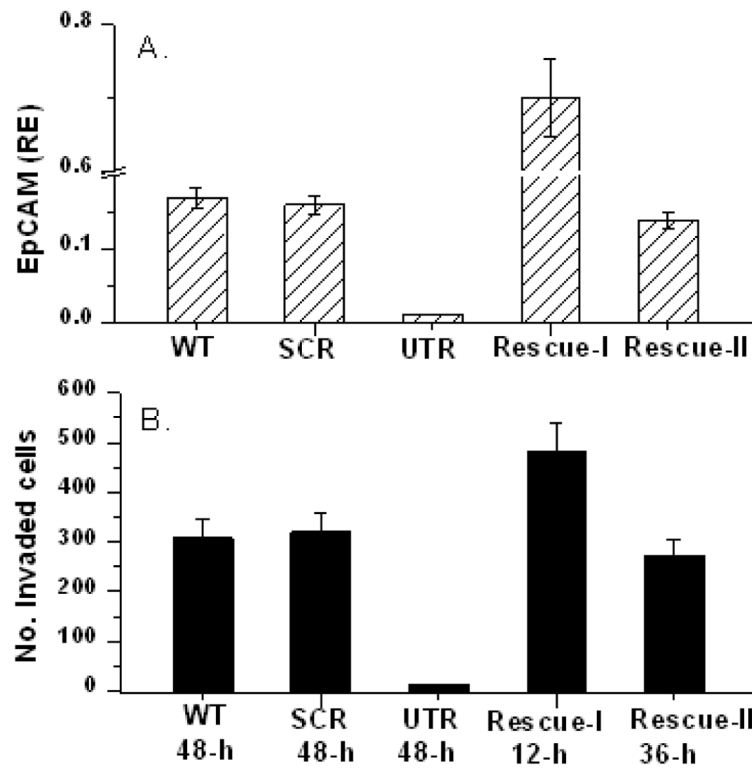 0.8
A.
EpCAM (RE)
0.6
0.1
0.0
WT SCR UTR Rescue-I Rescue-II
600
B.
500
No. Invaded cells
400
300
200
100
0
WT SCR UTR Rescue-I Rescue-II
48-h 48-h 48-h 12-h 36-h